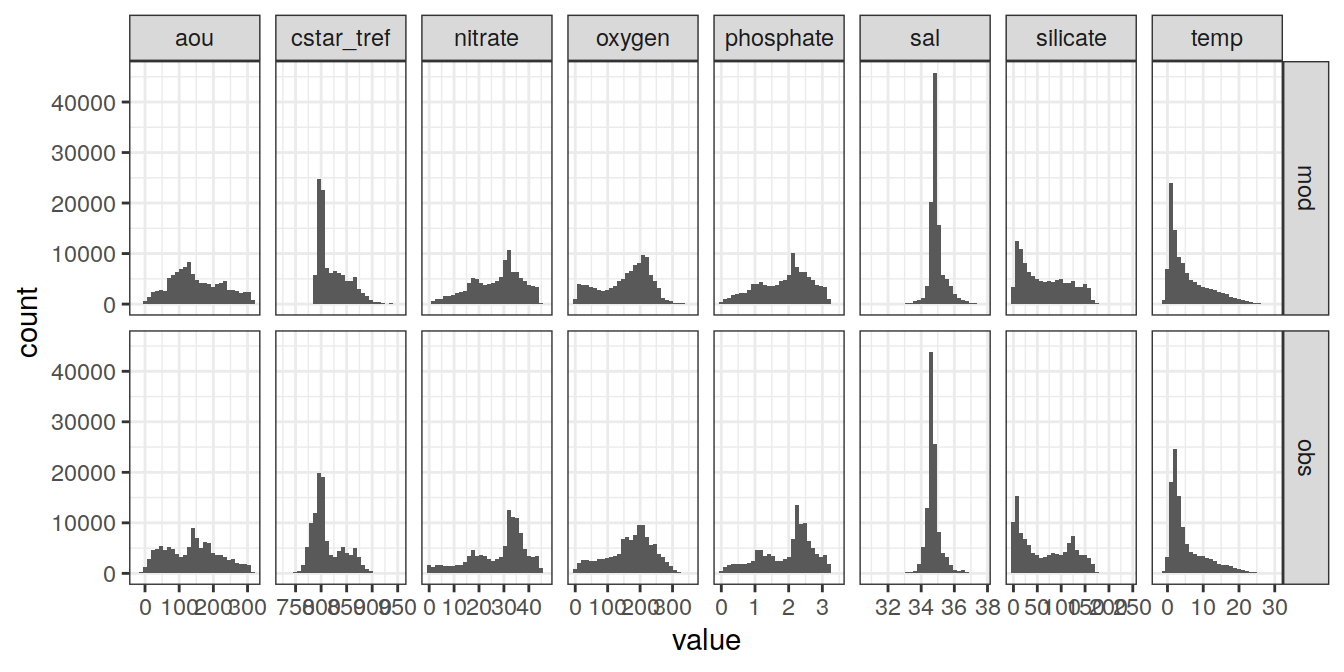 aou cstar_tref nitrate oxygen phosphate sal silicate temp
40000
30000
20000
10000
0
mod
count
40000
30000
20000
10000
0
obs
0 100 200 300 750 800 850 900 950 0 10 20 30 40 0 100 200 300 0 1 2 3 32 34 36 38 0 50 100 150 200 250 0 10 20 30
value